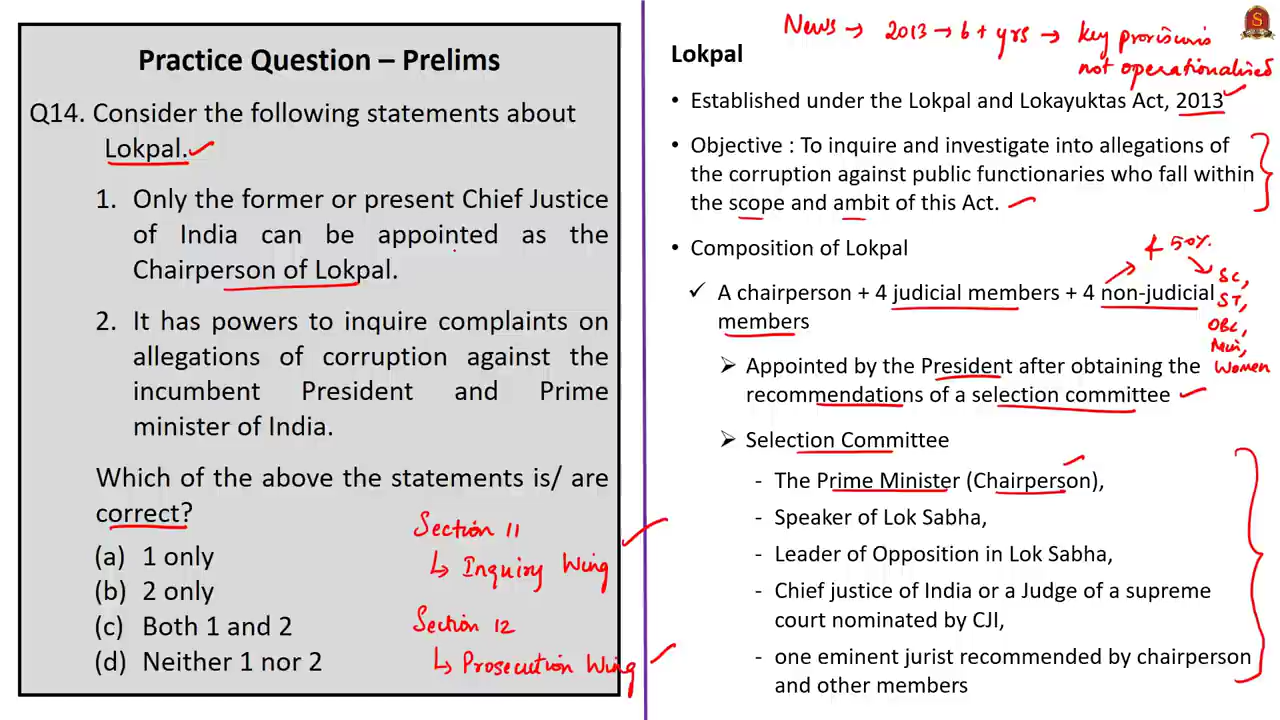 Practice Question – Prelims
Q14. Consider the following statements about
Lokpal.
1. Only the former or present Chief Justice
of India can be appointed as the
Chairperson of Lokpal.
2. It has powers to inquire complaints on
allegations of corruption against the
incumbent President and Prime
minister of India.
Which of the above the statements is/ are
correct?
(a) 1 only
(b) 2 only
(c) Both 1 and 2
(d) Neither 1 nor 2
Section 11
↳ Inquiry Wing
Section 12
↳ Prosecution Wing
News → 2013 → 6+ yrs → key provisions
not operationalised
Lokpal
• Established under the Lokpal and Lokayuktas Act, 2013
• Objective : To inquire and investigate into allegations of
the corruption against public functionaries who fall within
the scope and ambit of this Act.
• Composition of Lokpal
✓ A chairperson + 4 judicial members + 4 non-judicial
members
50%
SC,
ST,
OBC,
Min,
Women
➢ Appointed by the President after obtaining the
recommendations of a selection committee
➢ Selection Committee
- The Prime Minister (Chairperson),
- Speaker of Lok Sabha,
- Leader of Opposition in Lok Sabha,
- Chief justice of India or a Judge of a supreme
court nominated by CJI,
- one eminent jurist recommended by chairperson
and other members